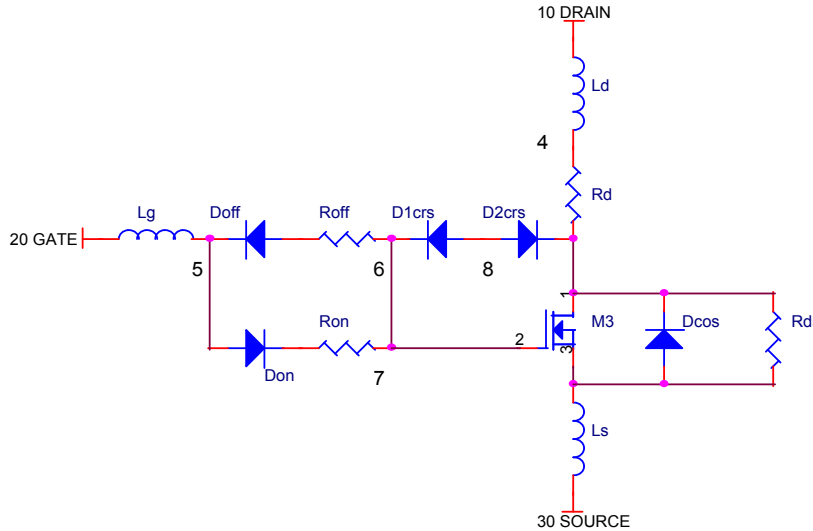 10 DRAIN
Ld
4
Rd
Lg
Doff
Roff
D1crs
D2crs
20 GATE
5
6
8
1
Ron
2
M3
Dcos
Rd
3
Don
7
Ls
30 SOURCE